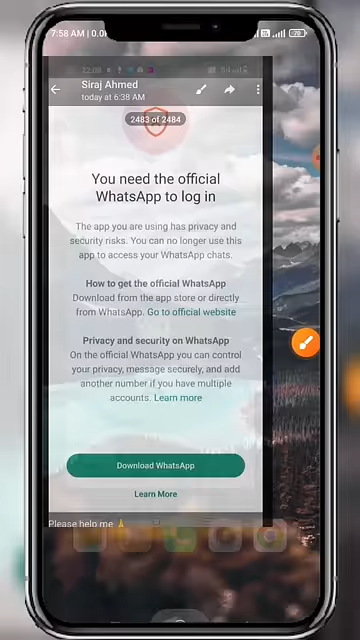 7:58 AM | 0.0
22:09
Siraj Ahmed
today at 6:38 AM
2483 of 2484
You need the official
WhatsApp to log in
The app you are using has privacy and
security risks. You can no longer use this
app to access your WhatsApp chats.
How to get the official WhatsApp
Download from the app store or directly
from WhatsApp. Go to official website
Privacy and security on WhatsApp
On the official WhatsApp you can control
your privacy, message securely, and add
another number if you have multiple
accounts. Learn more
Download WhatsApp
Learn More
Please help me 🙏